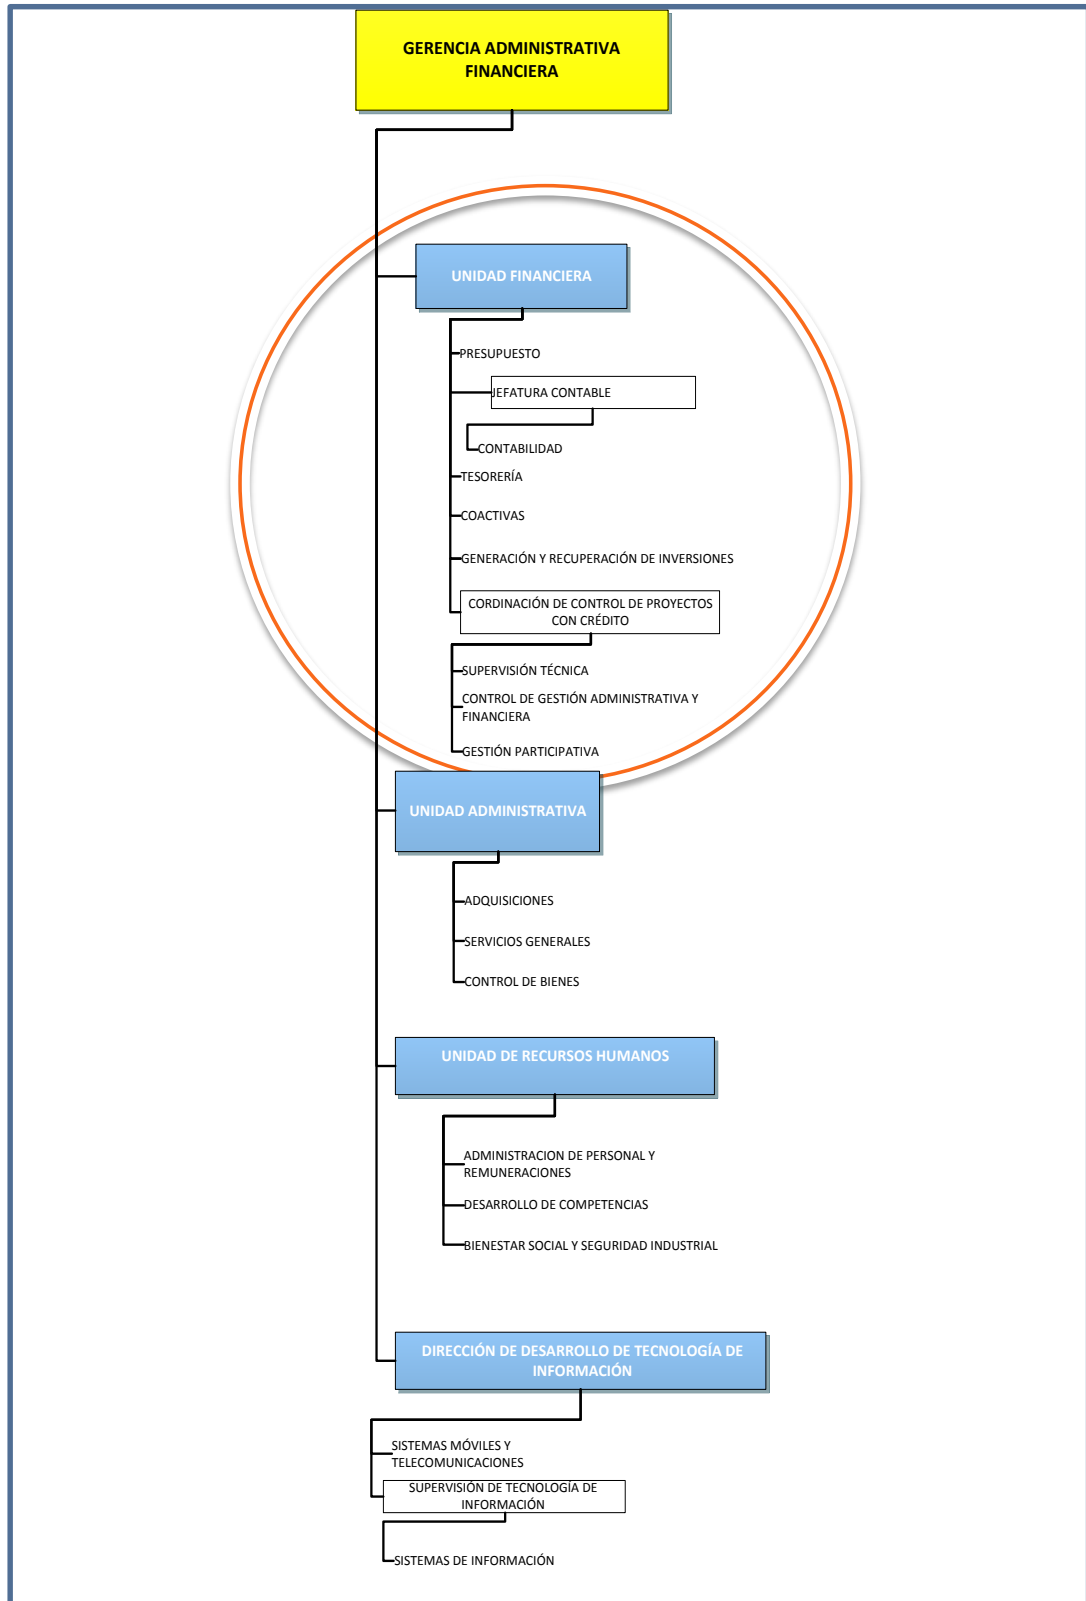 GERENCIA ADMINISTRATIVA
FINANCIERA
UNIDAD FINANCIERA
PRESUPUESTO
JEFATURA CONTABLE
CONTABILIDAD
TESORERÍA
COACTIVAS
GENERACIÓN Y RECUPERACIÓN DE INVERSIONES
CORDINACIÓN DE CONTROL DE PROYECTOS
CON CRÉDITO
SUPERVISIÓN TÉCNICA
CONTROL DE GESTIÓN ADMINISTRATIVA Y
FINANCIERA
GESTIÓN PARTICIPATIVA
UNIDAD ADMINISTRATIVA
ADQUISICIONES
SERVICIOS GENERALES
CONTROL DE BIENES
UNIDAD DE RECURSOS HUMANOS
ADMINISTRACION DE PERSONAL Y
REMUNERACIONES
DESARROLLO DE COMPETENCIAS
BIENESTAR SOCIAL Y SEGURIDAD INDUSTRIAL
DIRECCIÓN DE DESARROLLO DE TECNOLOGÍA DE
INFORMACIÓN
SISTEMAS MÓVILES Y
TELECOMUNICACIONES
SUPERVISIÓN DE TECNOLOGÍA DE
INFORMACIÓN
SISTEMAS DE INFORMACIÓN